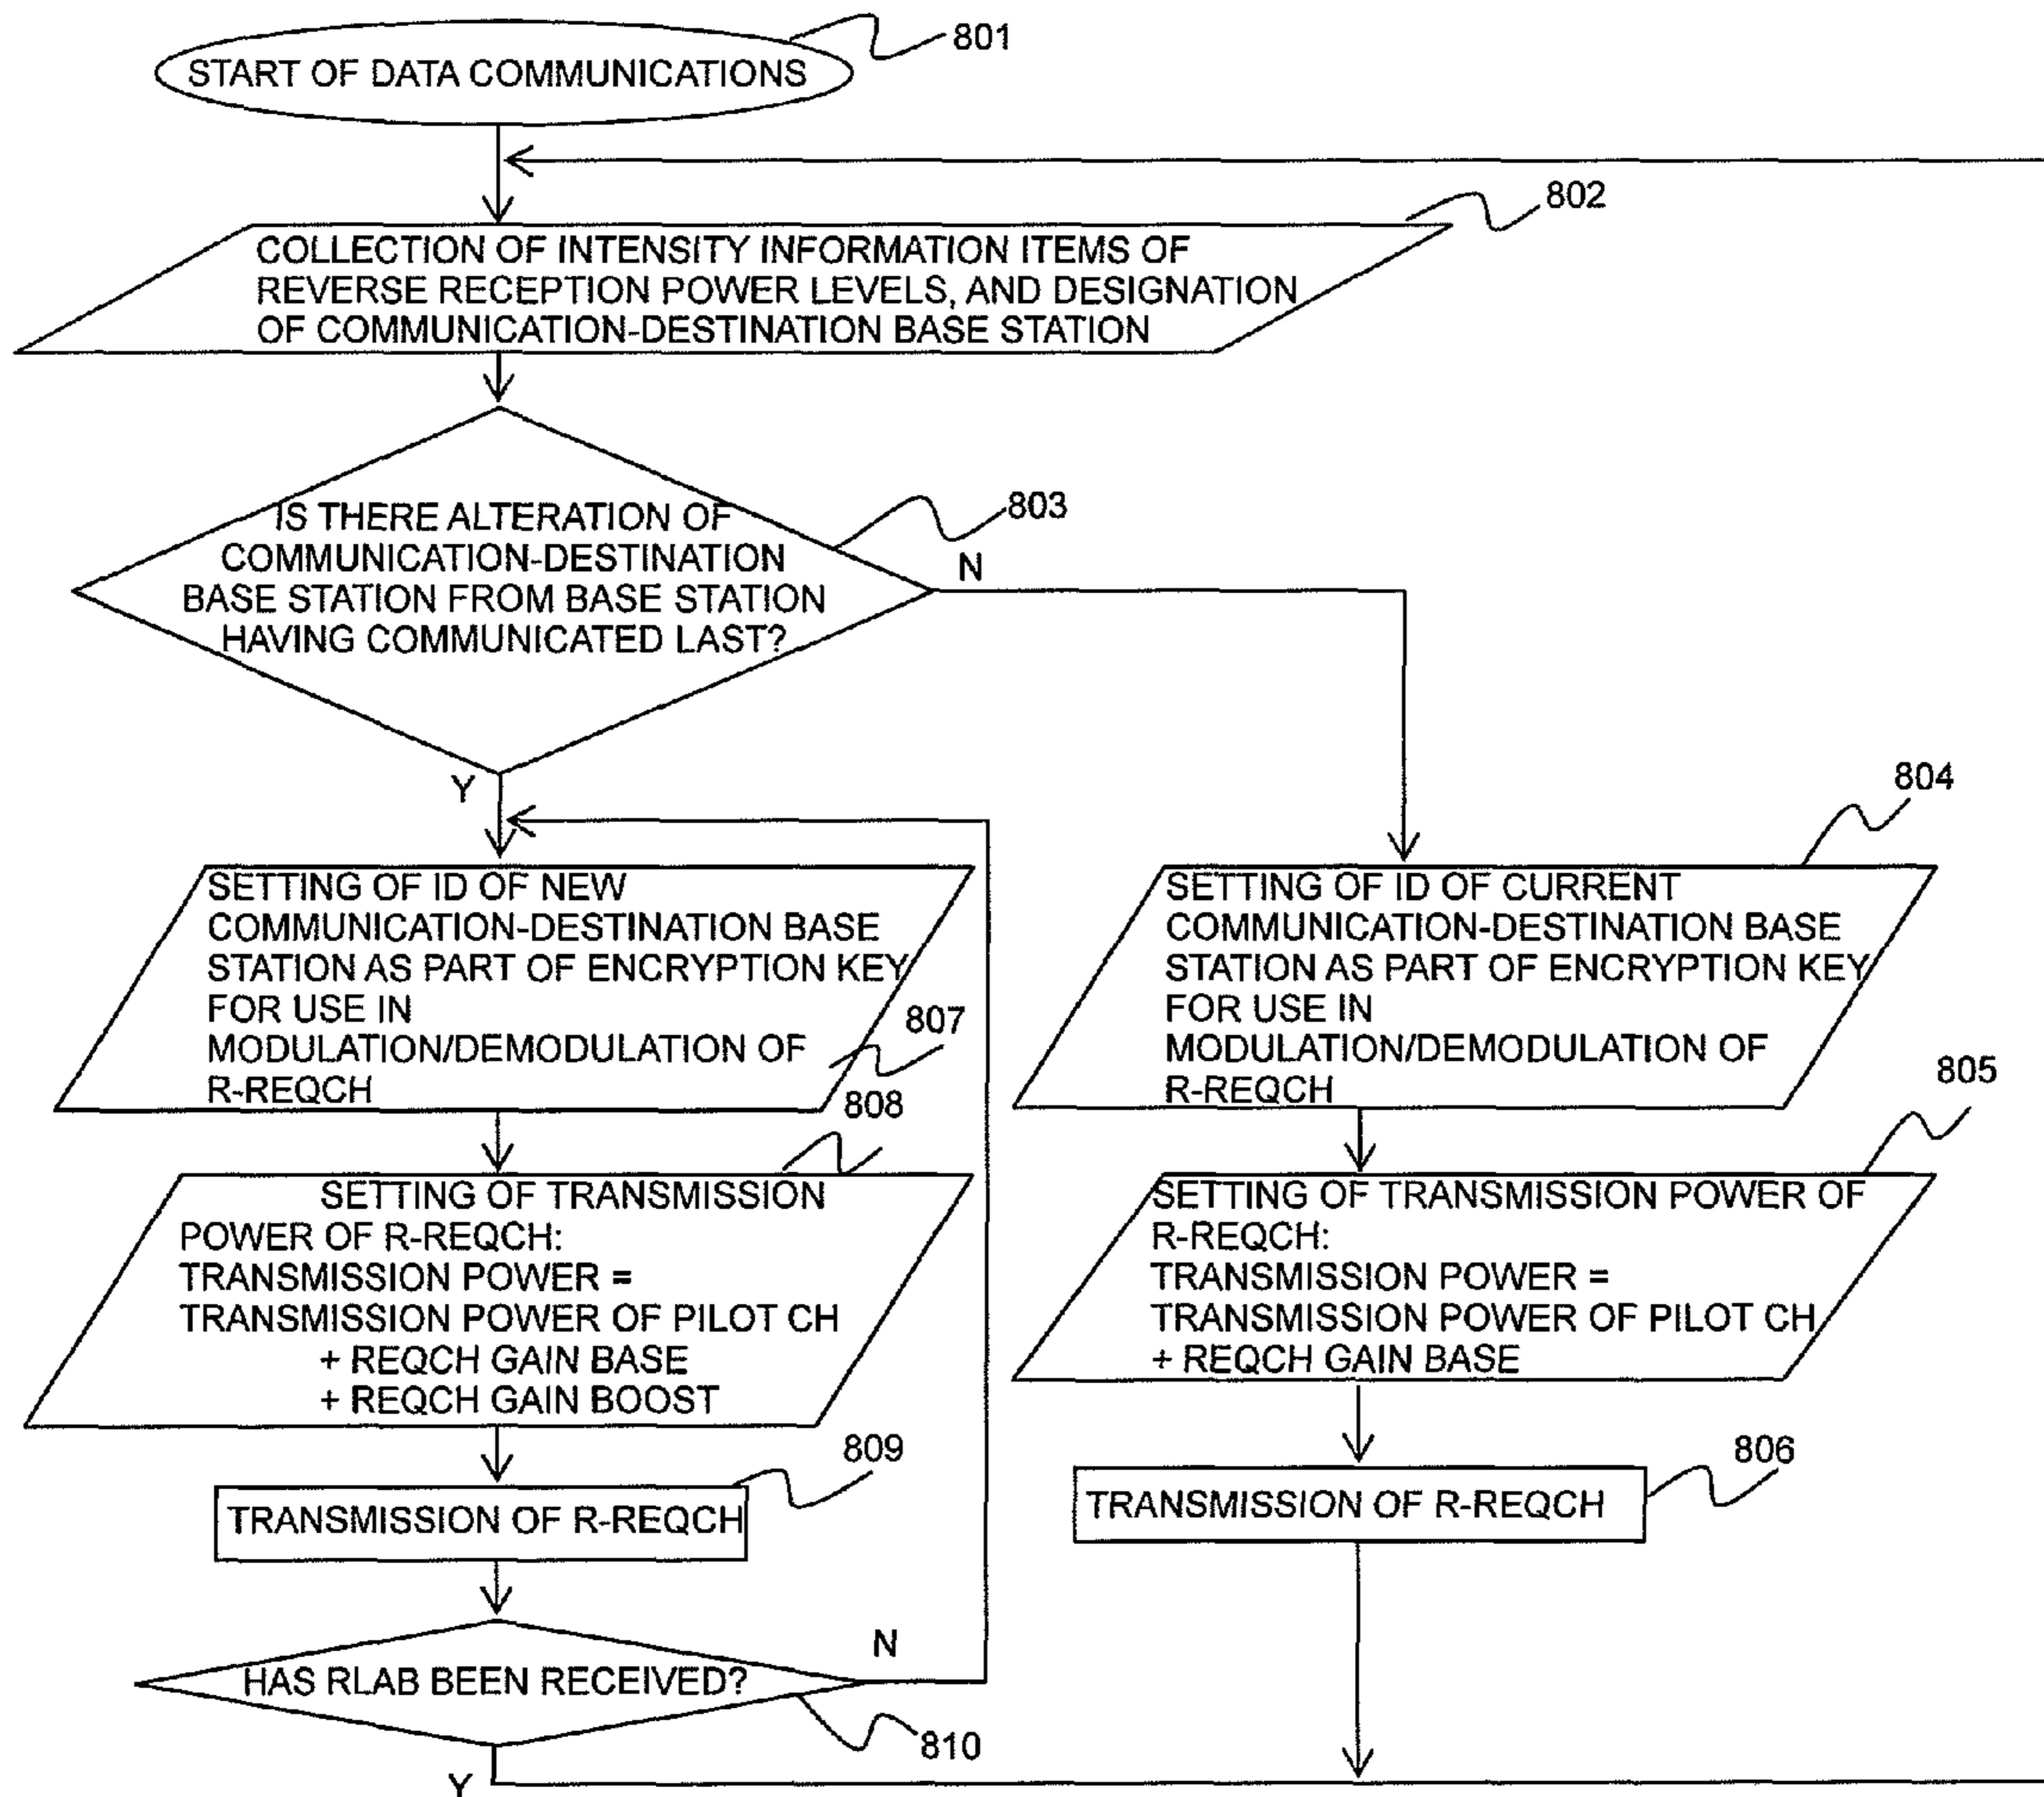 START OF DATA COMMUNICATIONS
801
802
COLLECTION OF INTENSITY INFORMATION ITEMS OF
REVERSE RECEPTION POWER LEVELS, AND DESIGNATION
OF COMMUNICATION-DESTINATION BASE STATION
IS THERE ALTERATION OF
COMMUNICATION-DESTINATION
BASE STATION FROM BASE STATION
HAVING COMMUNICATED LAST?
803
N
Y
SETTING OF ID OF NEW
COMMUNICATION-DESTINATION BASE
STATION AS PART OF ENCRYPTION KEY
FOR USE IN
MODULATION/DEMODULATION OF
R-REQCH
807
808
SETTING OF TRANSMISSION
POWER OF R-REQCH:
TRANSMISSION POWER =
TRANSMISSION POWER OF PILOT CH
+ REQCH GAIN BASE
+ REQCH GAIN BOOST
809
TRANSMISSION OF R-REQCH
HAS RLAB BEEN RECEIVED?
N
810
Y
804
SETTING OF ID OF CURRENT
COMMUNICATION-DESTINATION BASE
STATION AS PART OF ENCRYPTION KEY
FOR USE IN
MODULATION/DEMODULATION OF
R-REQCH
805
SETTING OF TRANSMISSION POWER OF
R-REQCH:
TRANSMISSION POWER =
TRANSMISSION POWER OF PILOT CH
+ REQCH GAIN BASE
806
TRANSMISSION OF R-REQCH